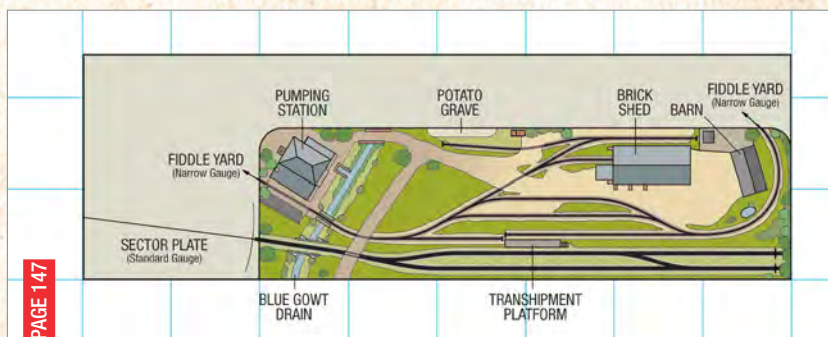 PUMPING
STATION
POTATO
GRAVE
BRICK
SHED
BARN
FIDDLE YARD
(Narrow Gauge)
FIDDLE YARD
(Narrow Gauge)
SECTOR PLATE
(Standard Gauge)
BLUE GOWT
DRAIN
TRANSHIPMENT
PLATFORM
PAGE 147